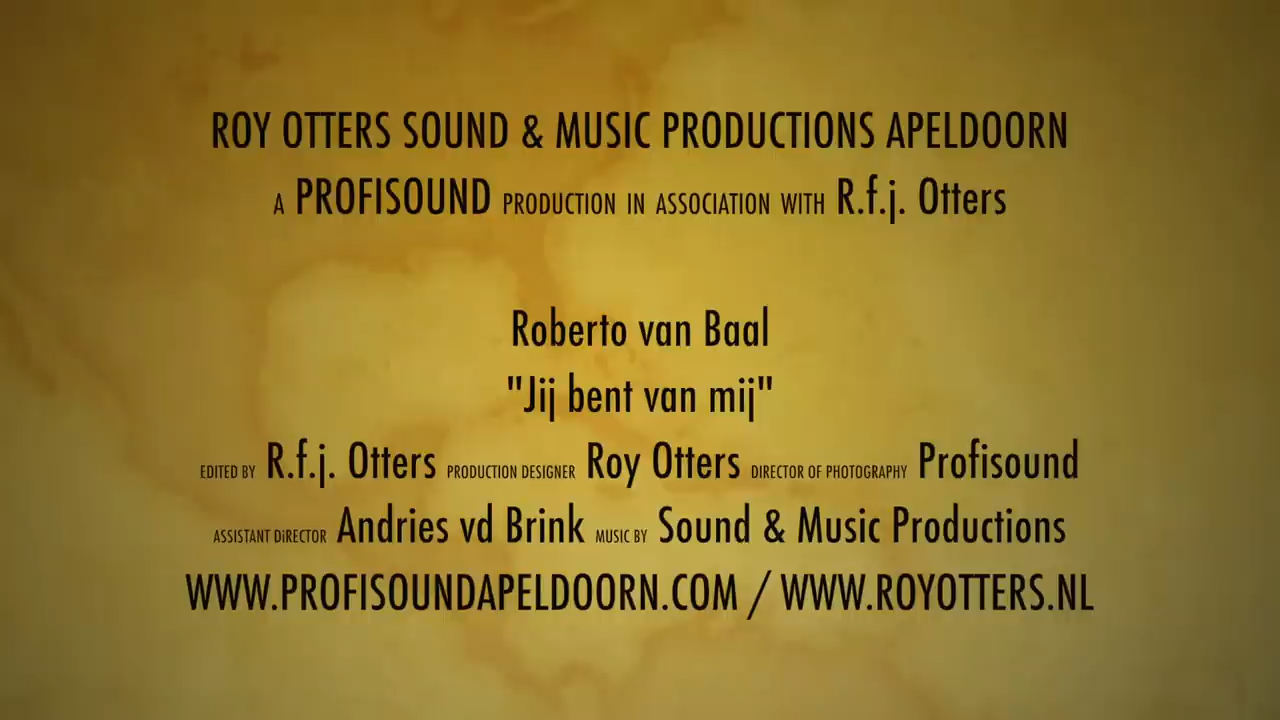 ROY OTTERS SOUND & MUSIC PRODUCTIONS APELDOORN
A PROFISOUND PRODUCTION IN ASSOCIATION WITH R.f.j. Otters
Roberto van Baal
"Jij bent van mij"
EDITED BY R.f.j. Otters PRODUCTION DESIGNER Roy Otters DIRECTOR OF PHOTOGRAPHY Profisound
ASSISTANT DiRECTOR Andries vd Brink MUSIC BY Sound & Music Productions
WWW.PROFISOUNDAPELDOORN.COM / WWW.ROYOTTERS.NL